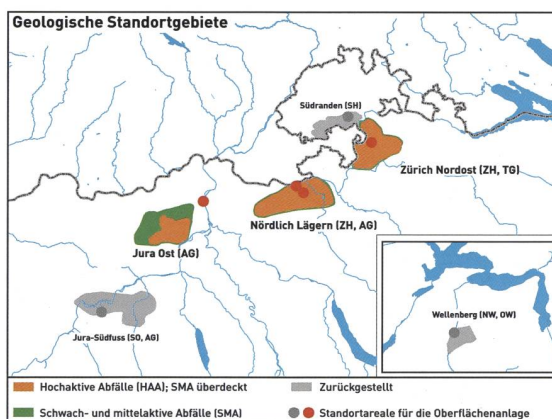 Geologische Standortgebiete
Südranden (SH)
Zürich Nordost (ZH, TG)
Nördlich Lägern (ZH, AG)
Jura Ost (AG)
Jura-Südfuss (SO, AG)
Wellenberg (NW, OW)
Hochaktive Abfälle (HAA); SMA überdeckt
Zurückgestellt
Schwach- und mittelaktive Abfälle (SMA)
Standortareale für die Oberflächenanlage